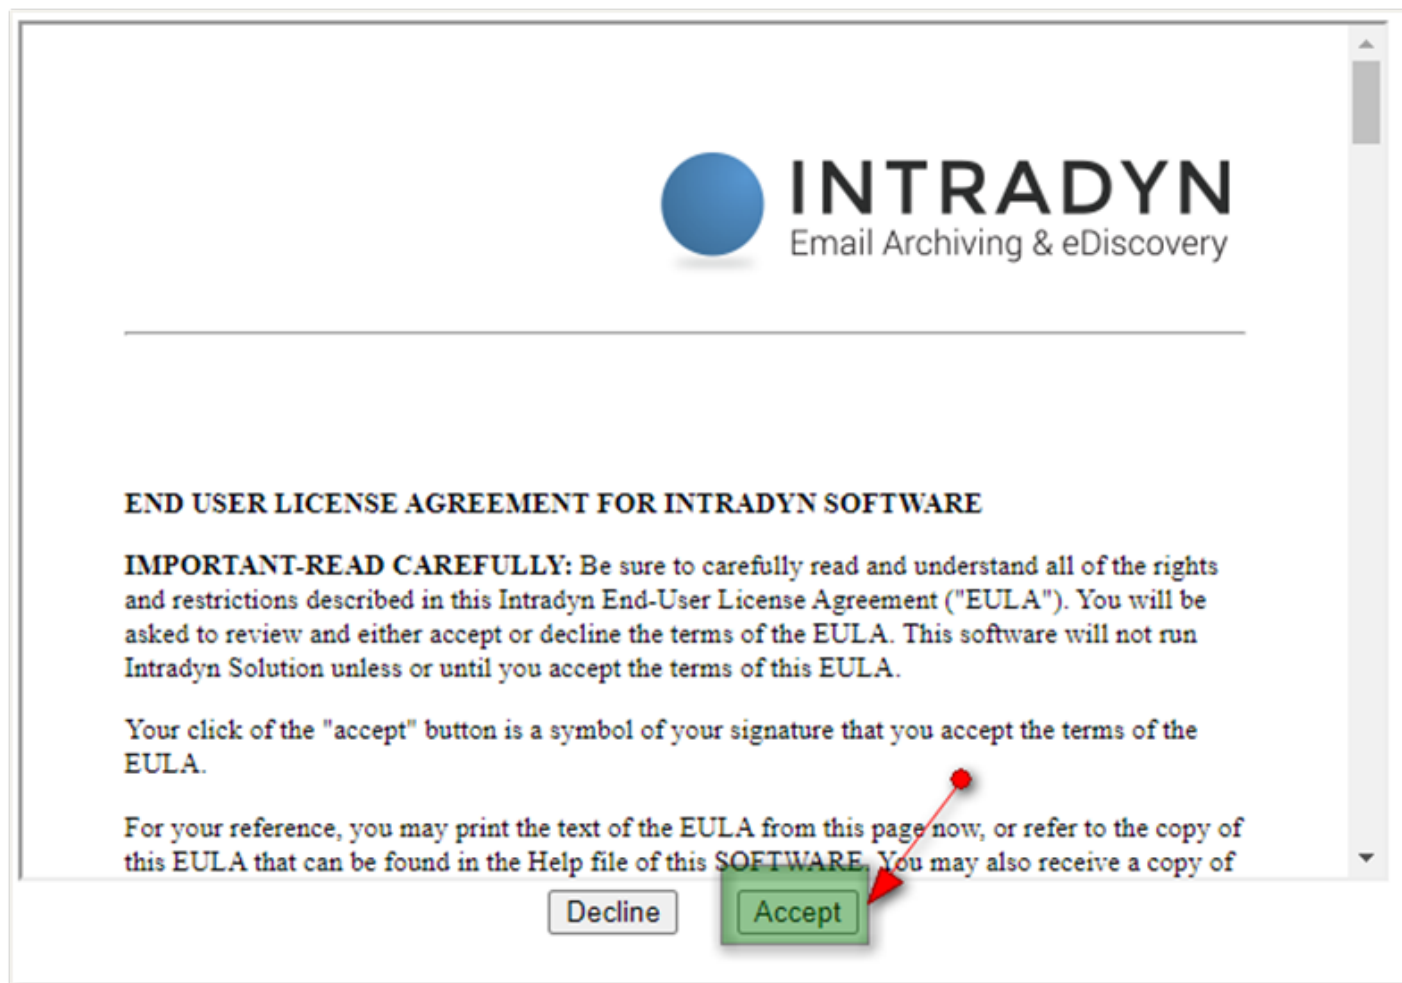 INTRADYN
Email Archiving & eDiscovery
END USER LICENSE AGREEMENT FOR INTRADYN SOFTWARE
IMPORTANT-READ CAREFULLY: Be sure to carefully read and understand all of the rights
and restrictions described in this Intradyn End-User License Agreement ("EULA"). You will be
asked to review and either accept or decline the terms of the EULA. This software will not run
Intradyn Solution unless or until you accept the terms of this EULA.
Your click of the "accept" button is a symbol of your signature that you accept the terms of the
EULA.
For your reference, you may print the text of the EULA from this page now, or refer to the copy of
this EULA that can be found in the Help file of this SOFTWARE. You may also receive a copy of
Decline Accept